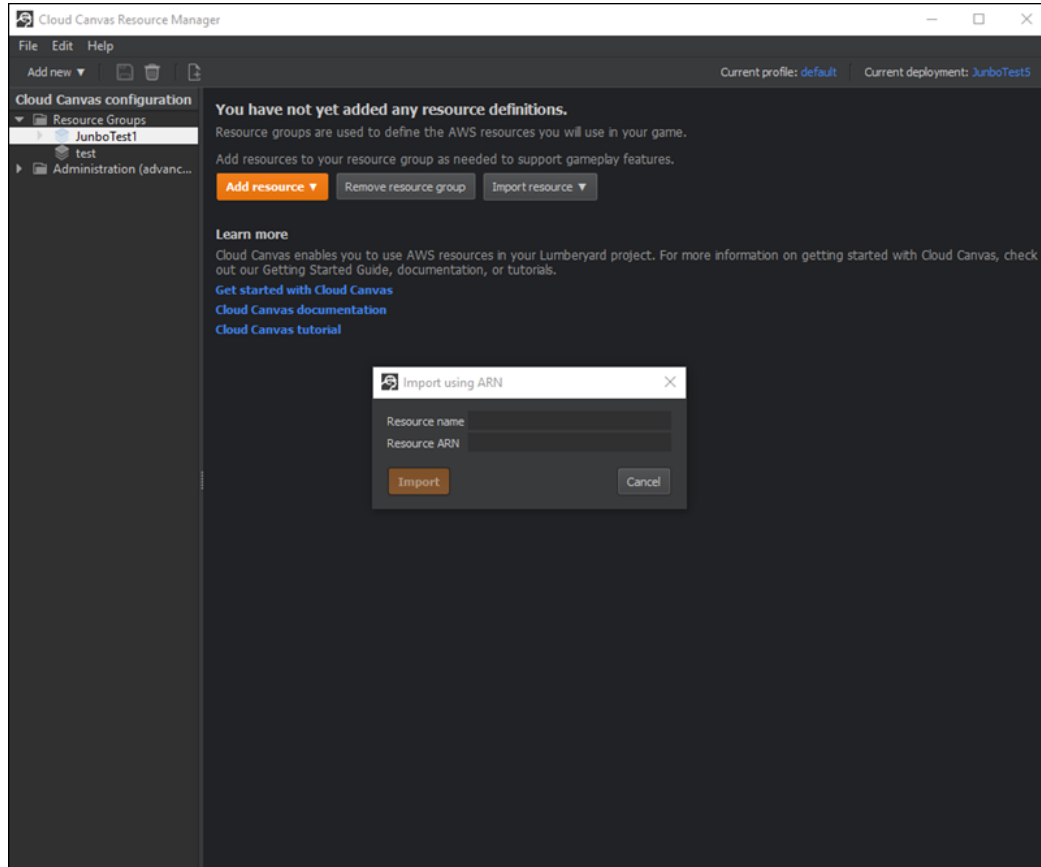 Cloud Canvas Resource Manager
File Edit Help
Add new ▼
Current profile: default
Current deployment: JunboTest5
Cloud Canvas configuration
Resource Groups
JunboTest1
test
Administration (advanc...
You have not yet added any resource definitions.
Resource groups are used to define the AWS resources you will use in your game.
Add resources to your resource group as needed to support gameplay features.
Add resource ▼ Remove resource group Import resource ▼
Learn more
Cloud Canvas enables you to use AWS resources in your Lumberyard project. For more information on getting started with Cloud Canvas, check
out our Getting Started Guide, documentation, or tutorials.
Get started with Cloud Canvas
Cloud Canvas documentation
Cloud Canvas tutorial
Import using ARN
Resource name
Resource ARN
Import Cancel